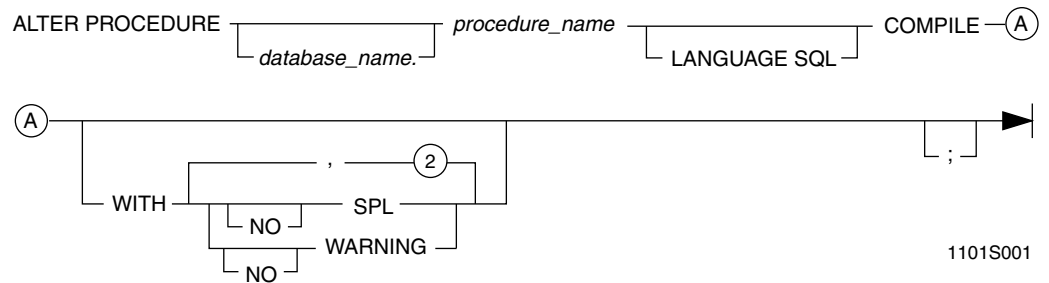 ALTER PROCEDURE procedure_name COMPILE A
database_name. LANGUAGE SQL
A
, 2
;
WITH SPL
NO
WARNING
NO
1101S001